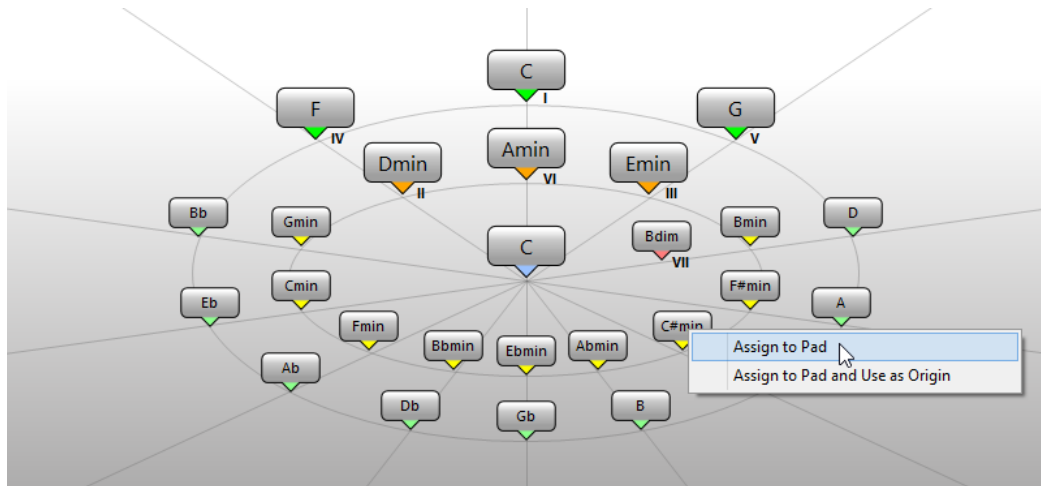 C
I
F
IV
G
V
Amin
VI
Dmin
II
Emin
III
Bb
Gmin
Bmin
D
Bdim
VII
C
Eb
Cmin
F#min
A
Fmin
C#min
Bbmin
Ebmin
Abmin
Ab
Db
Gb
B
Assign to Pad
Assign to Pad and Use as Origin